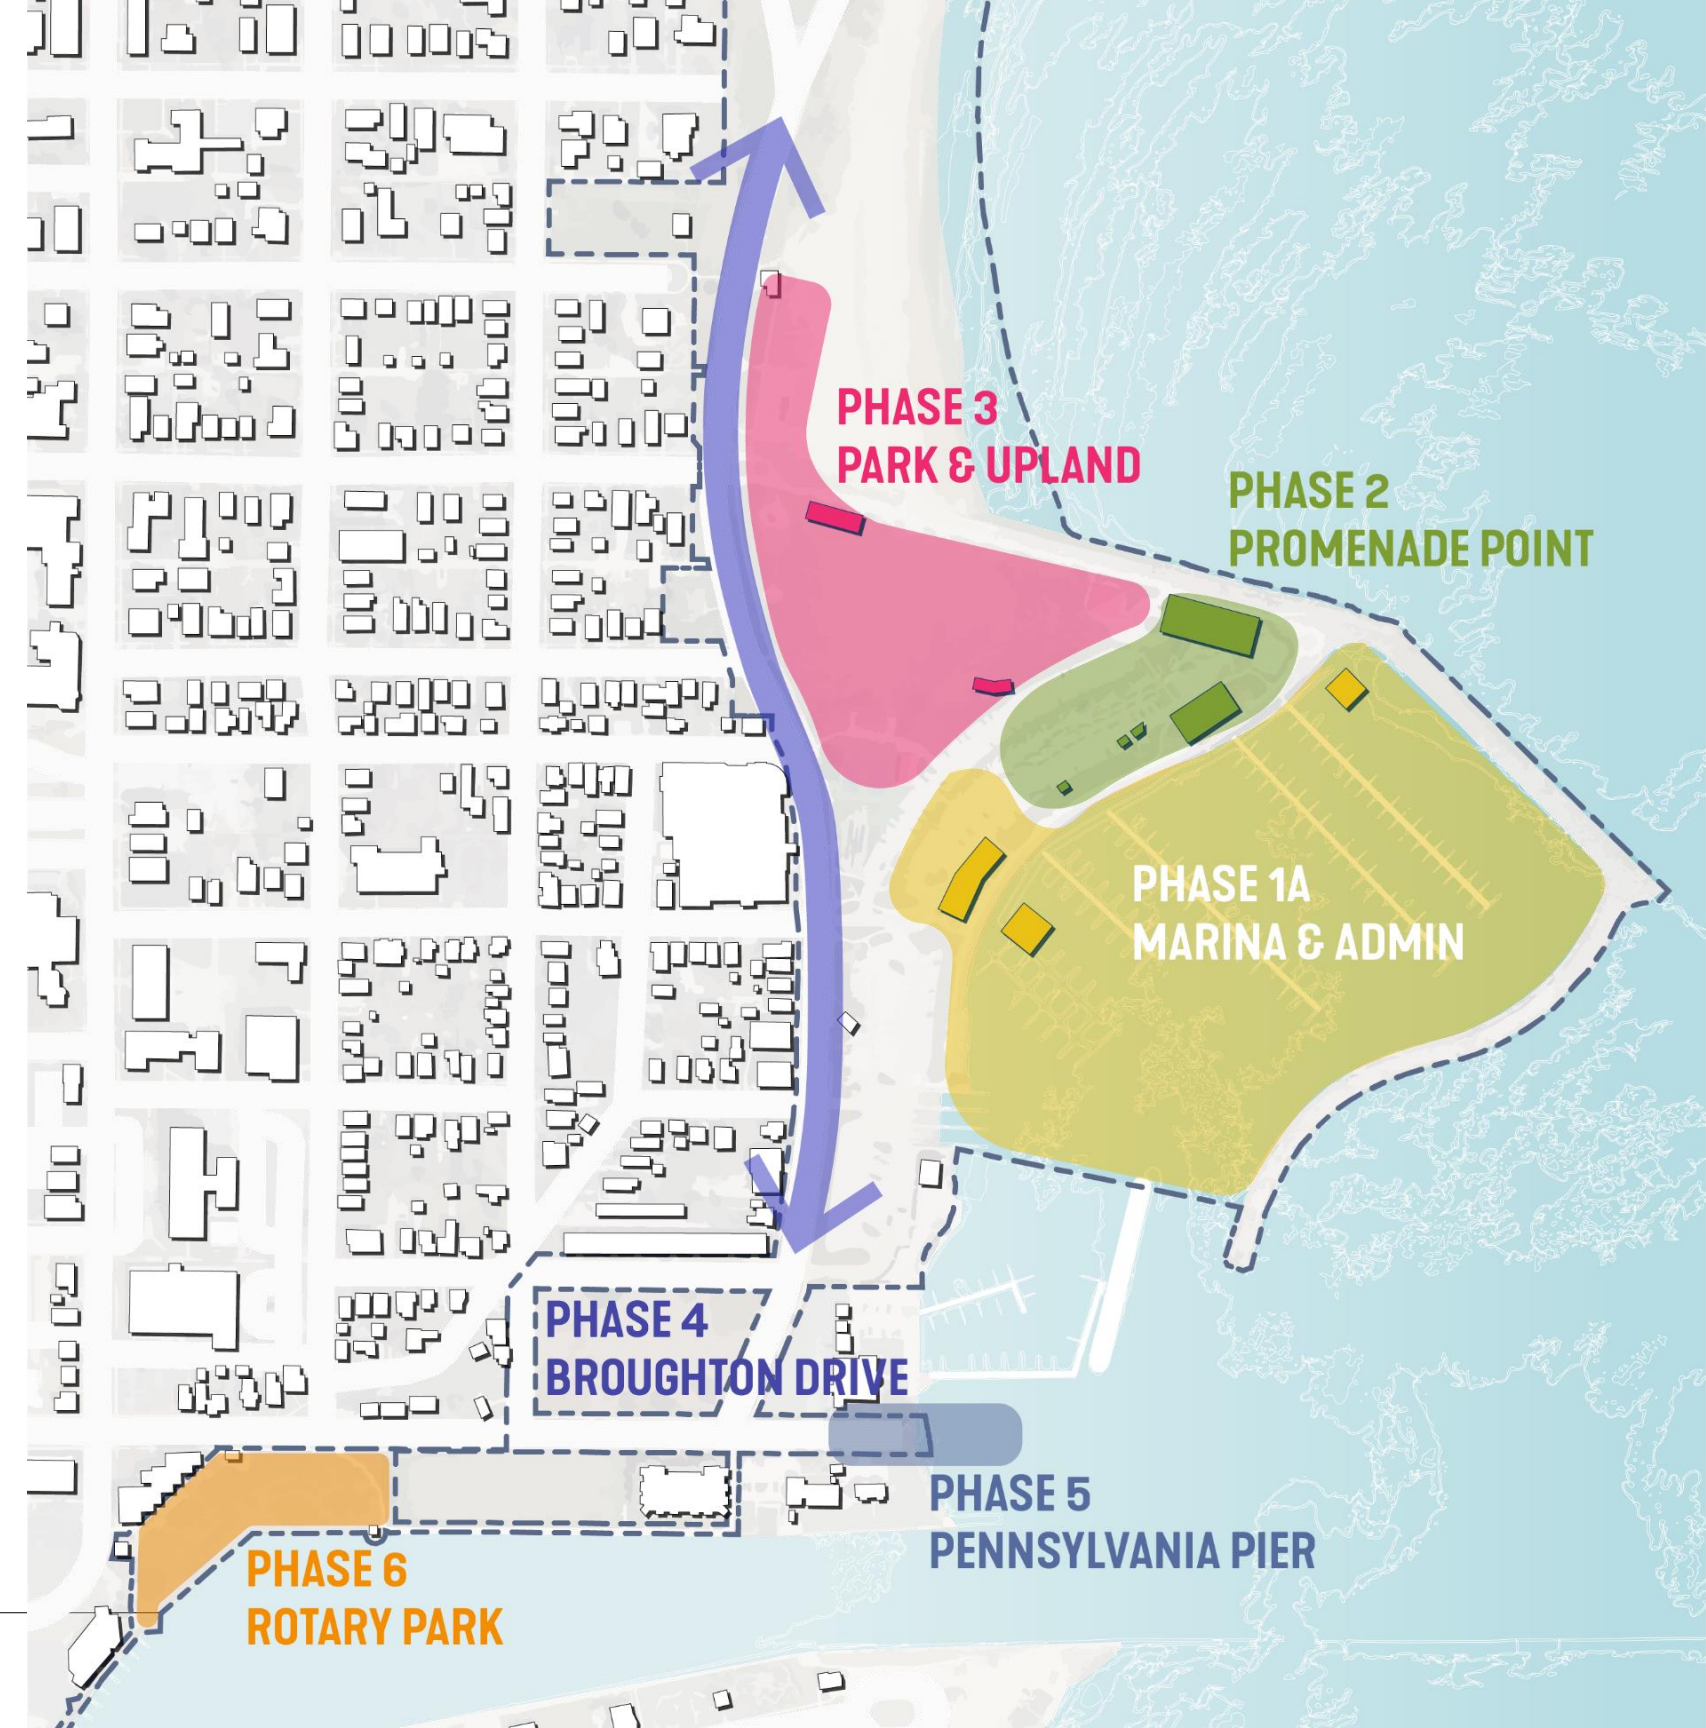 PHASE 3
PARK & UPLAND
PHASE 2
PROMENADE POINT
PHASE 1A
MARINA & ADMIN
PHASE 4
BROUGHTON DRIVE
PHASE 5
PENNSYLVANIA PIER
PHASE 6
ROTARY PARK